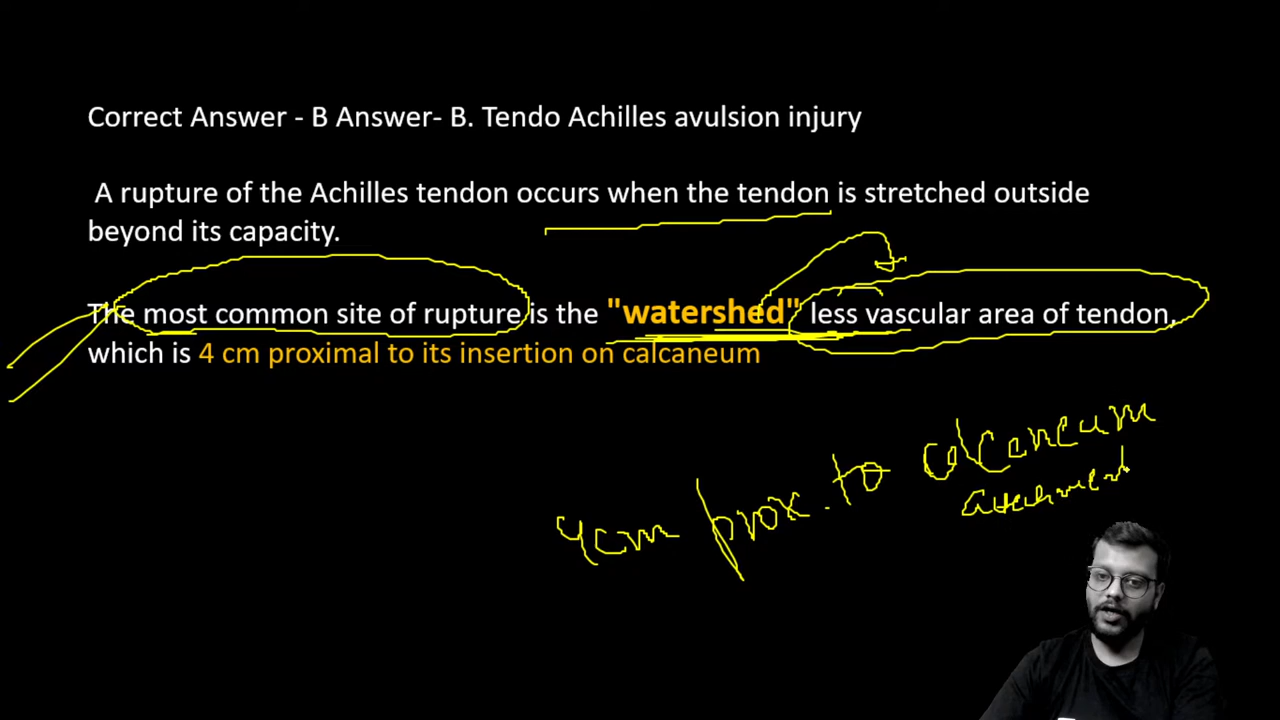 Correct Answer - B Answer- B. Tendo Achilles avulsion injury
A rupture of the Achilles tendon occurs when the tendon is stretched outside
beyond its capacity.
The most common site of rupture is the "watershed" less vascular area of tendon,
which is 4 cm proximal to its insertion on calcaneum
4cm prox. to calcaneum
attachment